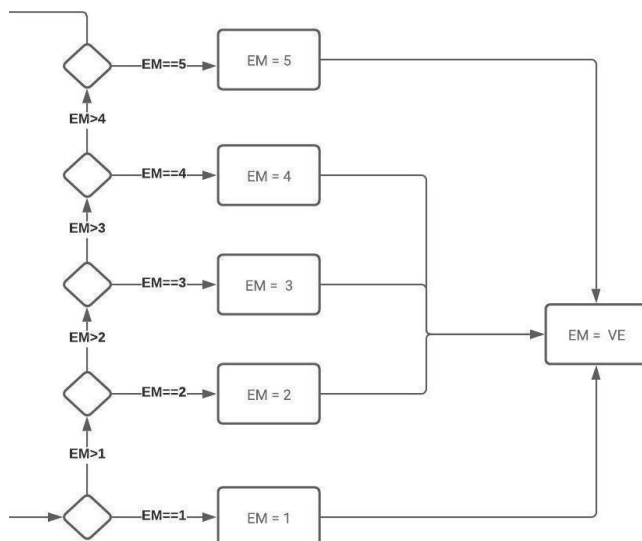 EM==5
EM = 5
EM>4
EM==4
EM = 4
EM>3
EM==3
EM = 3
EM>2
EM = VE
EM==2
EM = 2
EM>1
EM==1
EM = 1